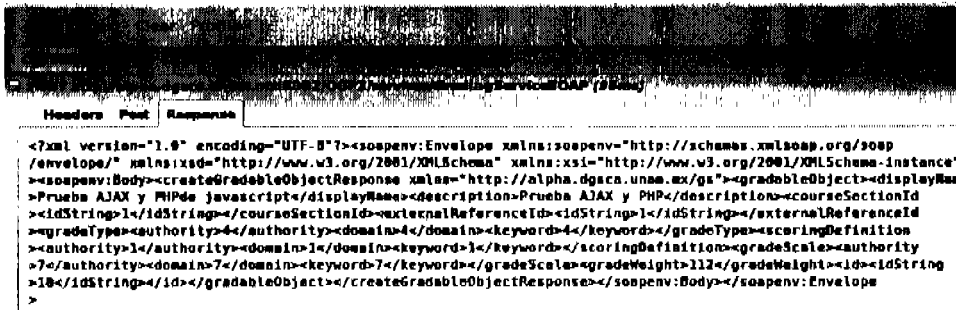 ServiceSOAP
Headers Post Response
<?xml version="1.0" encoding="UTF-8"?><soapenv:Envelope xmlns:soapenv="http://schemas.xmlsoap.org/soap
/envelope/" xmlns:xsd="http://www.w3.org/2001/XMLSchema" xmlns:xsi="http://www.w3.org/2001/XMLSchema-instance"
><soapenv:Body><createGradableObjectResponse xmlns="http://alpha.dgsca.unam.mx/gs"><gradableObject><displayName
>Prueba AJAX y PHPde javascript</displayName><description>Prueba AJAX y PHP</description><courseSectionId
><idString>1</idString></courseSectionId><externalReferenceId><idString>1</idString></externalReferenceId
><gradeType><authority>4</authority><domain>4</domain><keyword>4</keyword></gradeType><scoringDefinition
><authority>1</authority><domain>1</domain><keyword>1</keyword></scoringDefinition><gradeScale><authority
>7</authority><domain>7</domain><keyword>7</keyword></gradeScale><gradeWeight>112</gradeWeight><id><idString
>18</idString></id></gradableObject></createGradableObjectResponse></soapenv:Body></soapenv:Envelope
>